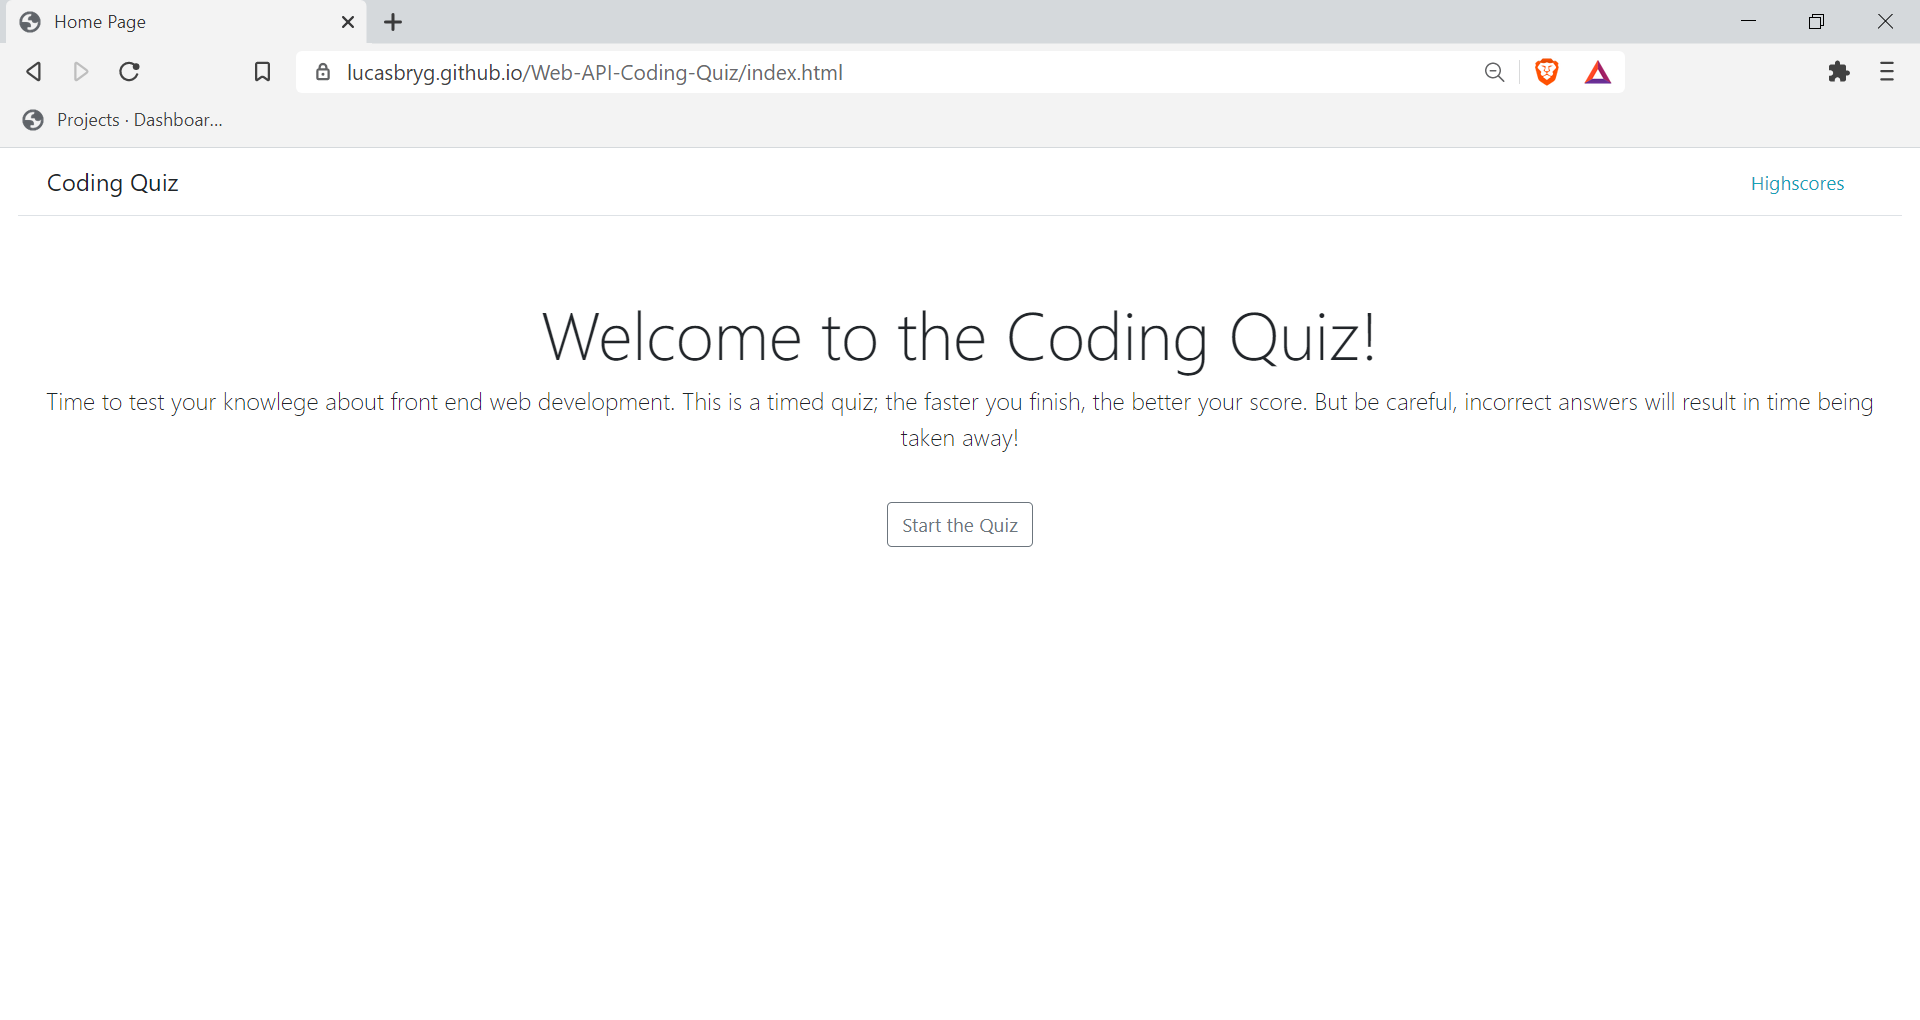 Home Page
lucasbryg.github.io/Web-API-Coding-Quiz/index.html
Projects · Dashboar...
Coding Quiz
Highscores
Welcome to the Coding Quiz!
Time to test your knowlege about front end web development. This is a timed quiz; the faster you finish, the better your score. But be careful, incorrect answers will result in time being
taken away!
Start the Quiz